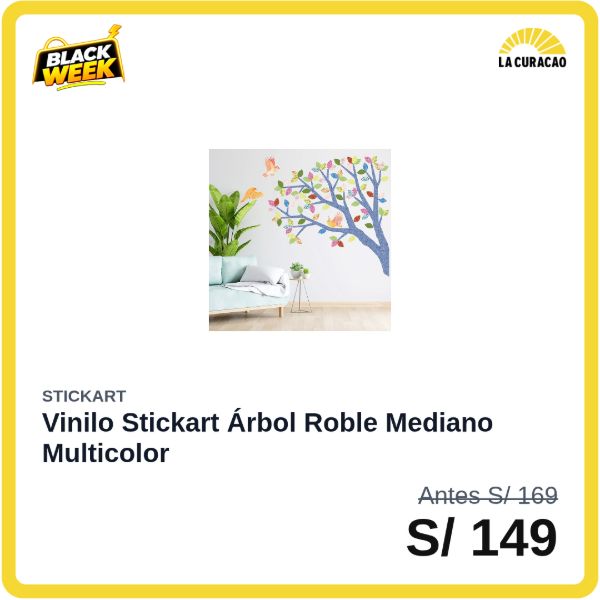 BLACK
WEEK
LA CURACAO
STICKART
Vinilo Stickart Árbol Roble Mediano
Multicolor
Antes S/ 169
S/ 149